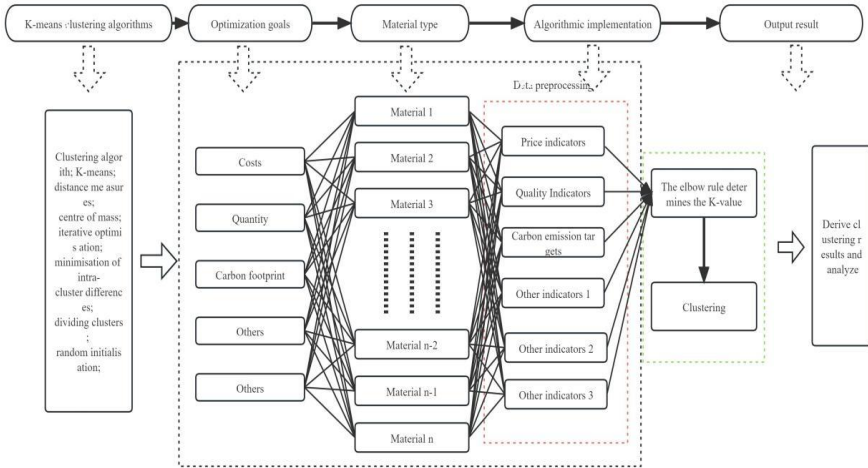 K-means clustering algorithms
Optimization goals
Material type
Algorithmic implementation
Output result
Clustering algor
ith; K-means;
distance me asur
es;
centre of mass;
iterative optimi
s ation;
minimisation of
intra-
cluster differenc
es;
dividing clusters
;
random initialis
ation;
Costs
Quantity
Carbon footprint
Others
Others
Material 1
Material 2
Material 3
Material n-2
Material n-1
Material n
Data preprocessing
Price indicators
Quality Indicators
Carbon emission tar
gets
Other indicators 1
Other indicators 2
Other indicators 3
The elbow rule deter
mines the K-value
Clustering
Derive cl
ustering r
esults and
analyze